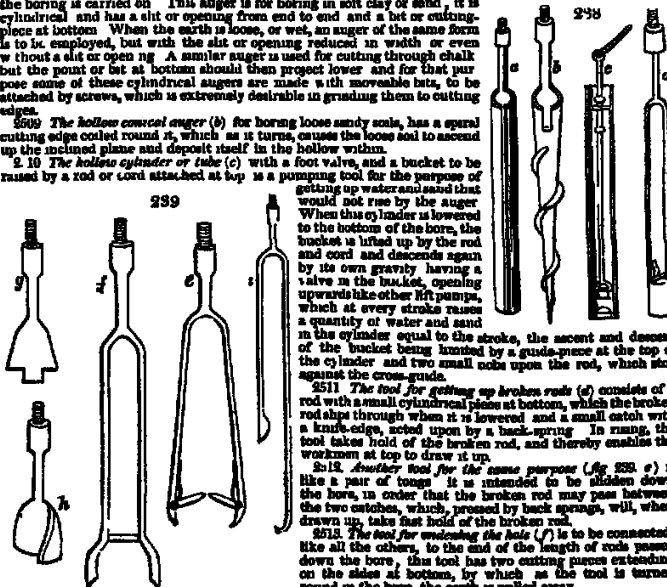 the boring is carried on This auger is for boring in soft clay or sand, it is
cylindrical and has a slit or opening from end to end and a bit or cutting-
piece at bottom When the earth is loose, or wet, an auger of the same form
is to be employed, but with the slit or opening reduced in width or even
w thout a slit or open ng A similar auger is used for cutting through chalk
but the point or bit at bottom should then project lower and for that pur
pose some of these cylindrical augers are made with moveable bits, to be
attached by screws, which is extremely desirable in grinding them to cutting
edges.
2509 The hollow conical auger (b) for boring loose sandy soils, has a spiral
cutting edge coiled round it, which as it turns, causes the loose soil to ascend
up the inclined plane and deposit itself in the hollow within.
2 10 The hollow cylinder or tube (c) with a foot valve, and a bucket to be
raised by a rod or cord attached at top is a pumping tool for the purpose of
getting up water and sand that
would not rise by the auger
When this cylinder is lowered
to the bottom of the bore, the
bucket is lifted up by the rod
and cord and descends again
by its own gravity having a
valve in the bucket, opening
upwards like other lift pumps,
which at every stroke raises
a quantity of water and sand
in the cylinder equal to the stroke, the ascent and descen
of the bucket being limited by a guide-piece at the top o
the cylinder and two small nobs upon the rod, which sto
against the cross-guide.
2511 The tool for getting up broken rods (d) consists of
rod with a small cylindrical piece at bottom, which the broke
rod slips through when it is lowered and a small catch wit
a knife-edge, acted upon by a back-spring In rising, th
tool takes hold of the broken rod, and thereby enables th
workmen at top to draw it up.
2512. Another tool for the same purpose (fig 239. e)
like a pair of tongs it is intended to be slidden dow
the bore, in order that the broken rod may pass betwee
the two catches, which, pressed by back springs, will, whe
drawn up, take fast hold of the broken rod.
2513. The tool for widening the hole (f) is to be connecte
like all the others, to the end of the length of rods passe
down the bore, this tool has two cutting pieces extendin
on the sides at bottom, by which as the tool is turne
238
a
b
c
239
g
d
e
i
h